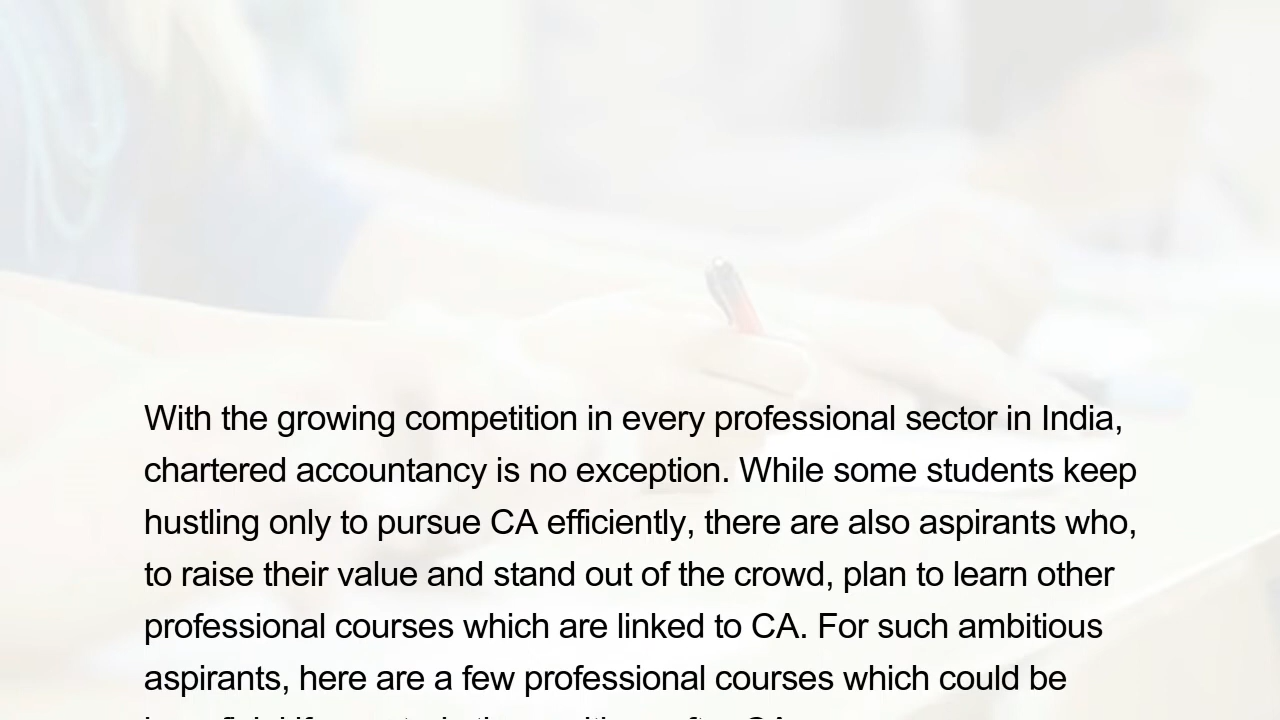 With the growing competition in every professional sector in India,
chartered accountancy is no exception. While some students keep
hustling only to pursue CA efficiently, there are also aspirants who,
to raise their value and stand out of the crowd, plan to learn other
professional courses which are linked to CA. For such ambitious
aspirants, here are a few professional courses which could be